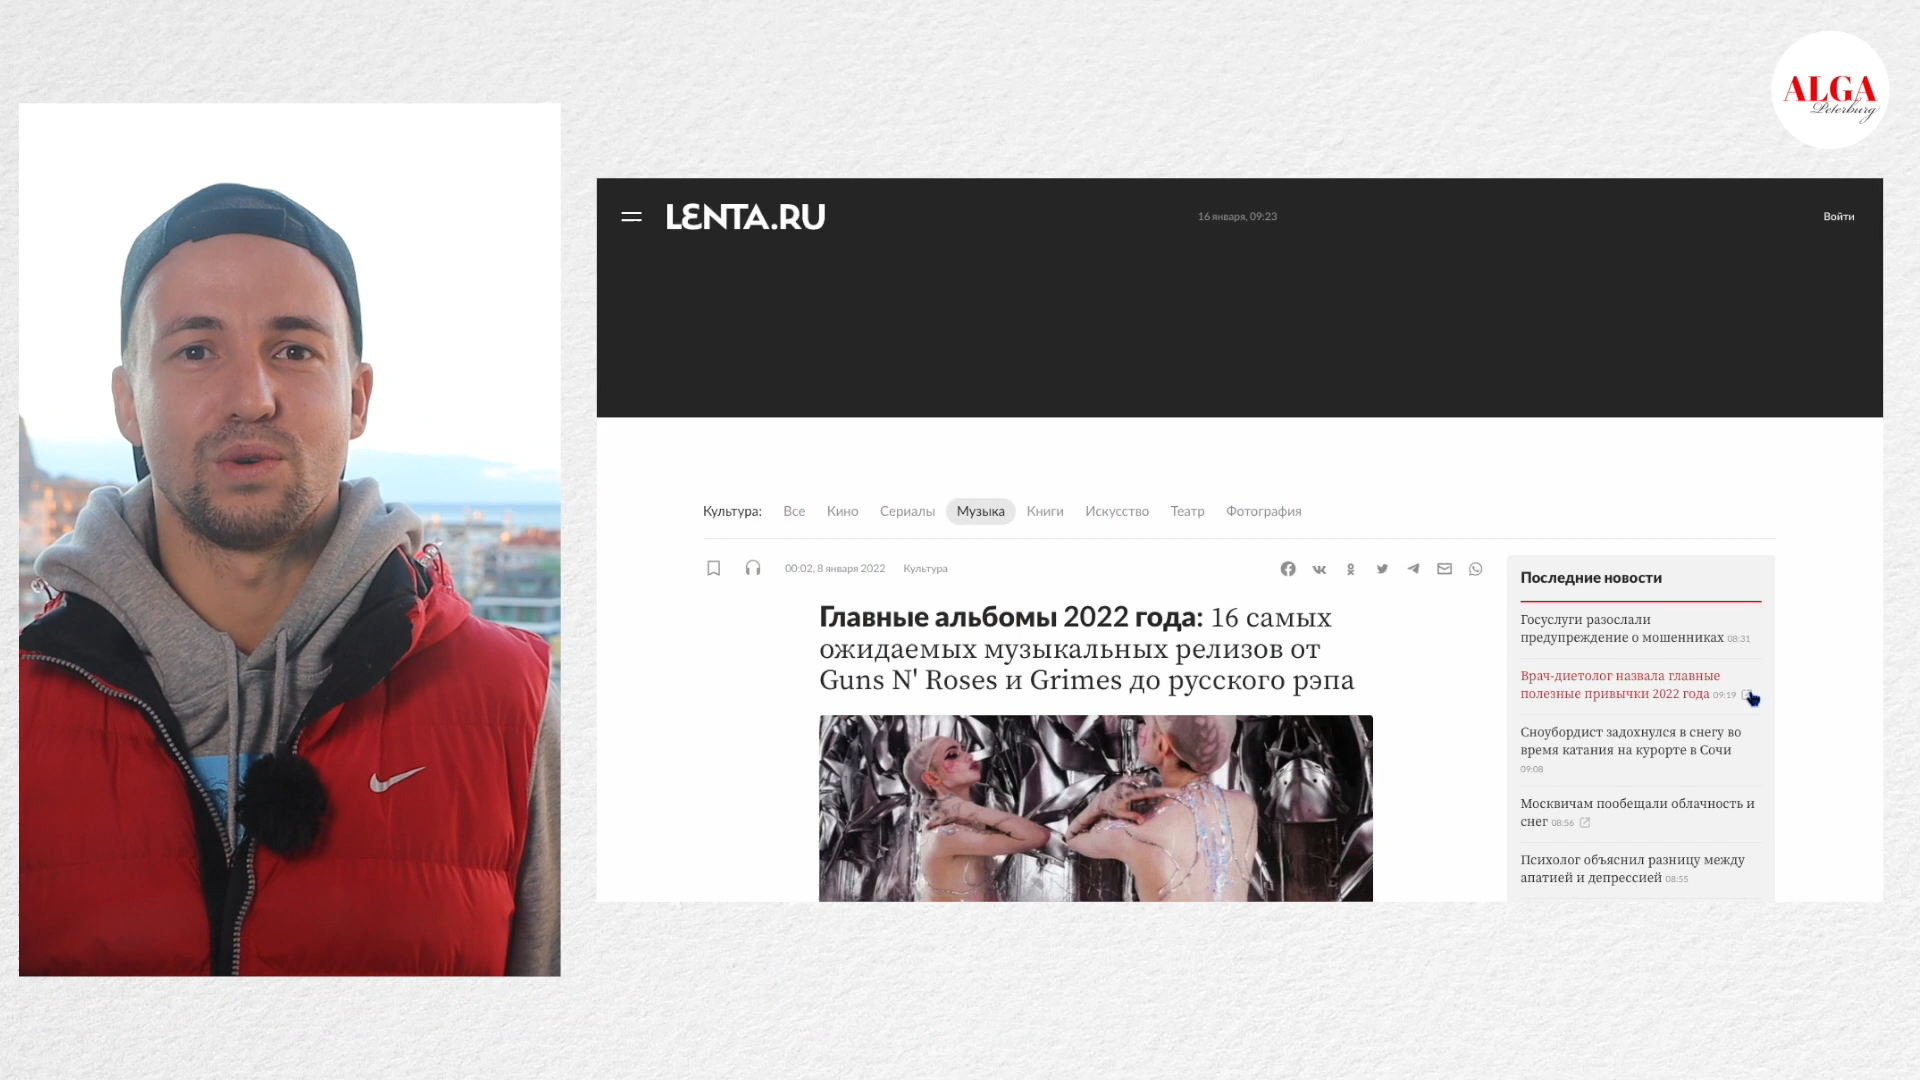 ALGA
Peterburg
LENTA.RU
16 января, 09:23
Войти
Культура: Все Кино Сериалы Музыка Книги Искусство Театр Фотография
00:02, 8 января 2022 Культура
Главные альбомы 2022 года: 16 самых
ожидаемых музыкальных релизов от
Guns N' Roses и Grimes до русского рэпа
Последние новости
Госуслуги разослали
предупреждение о мошенниках 08:31
Врач-диетолог назвала главные
полезные привычки 2022 года 09:19
Сноубордист задохнулся в снегу во
время катания на курорте в Сочи
09:08
Москвичам пообещали облачность и
снег 08:56
Психолог объяснил разницу между
апатией и депрессией 08:55